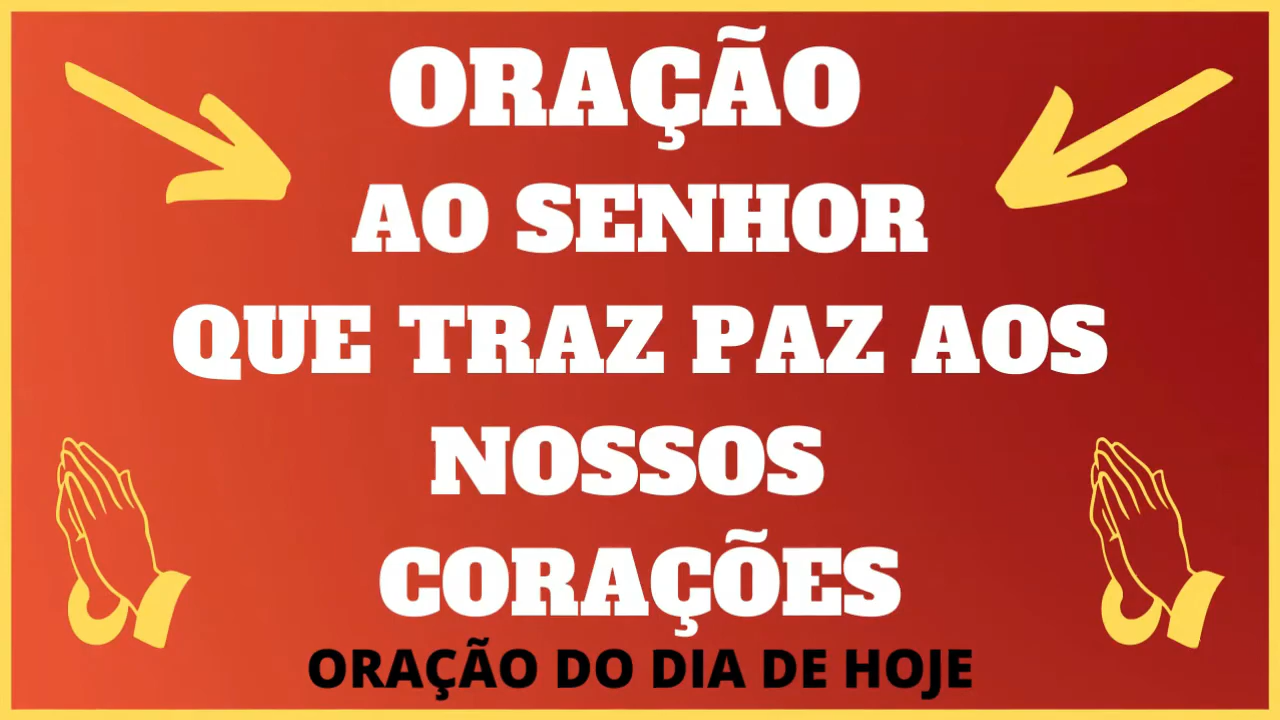 ORAÇÃO
AO SENHOR
QUE TRAZ PAZ AOS
NOSSOS
CORAÇÕES
ORAÇÃO DO DIA DE HOJE